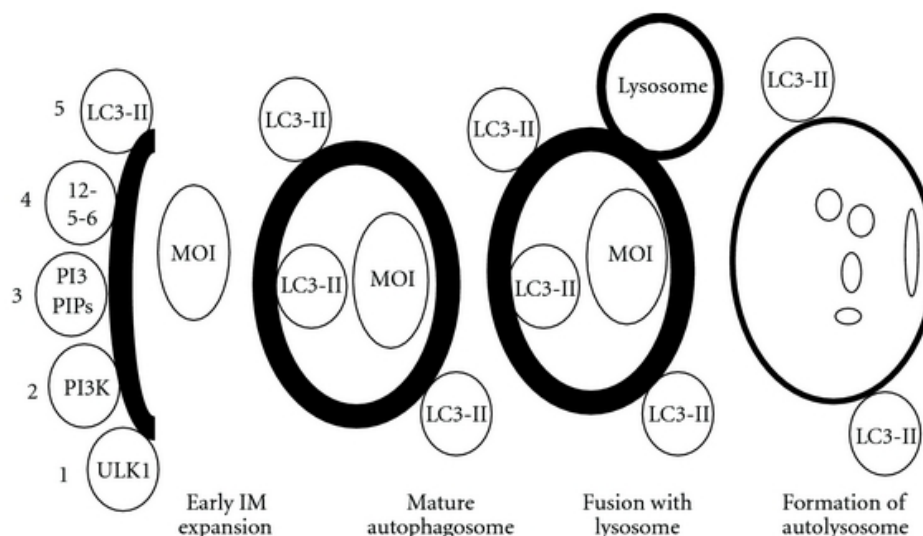 5
LC3-II
4
12-
5-6
3
PI3
PIPs
2
PI3K
1
ULK1
MOI
Early IM
expansion
LC3-II
LC3-II
MOI
LC3-II
Mature
autophagosome
LC3-II
Lysosome
LC3-II
MOI
LC3-II
Fusion with
lysosome
LC3-II
LC3-II
Formation of
autolysosome